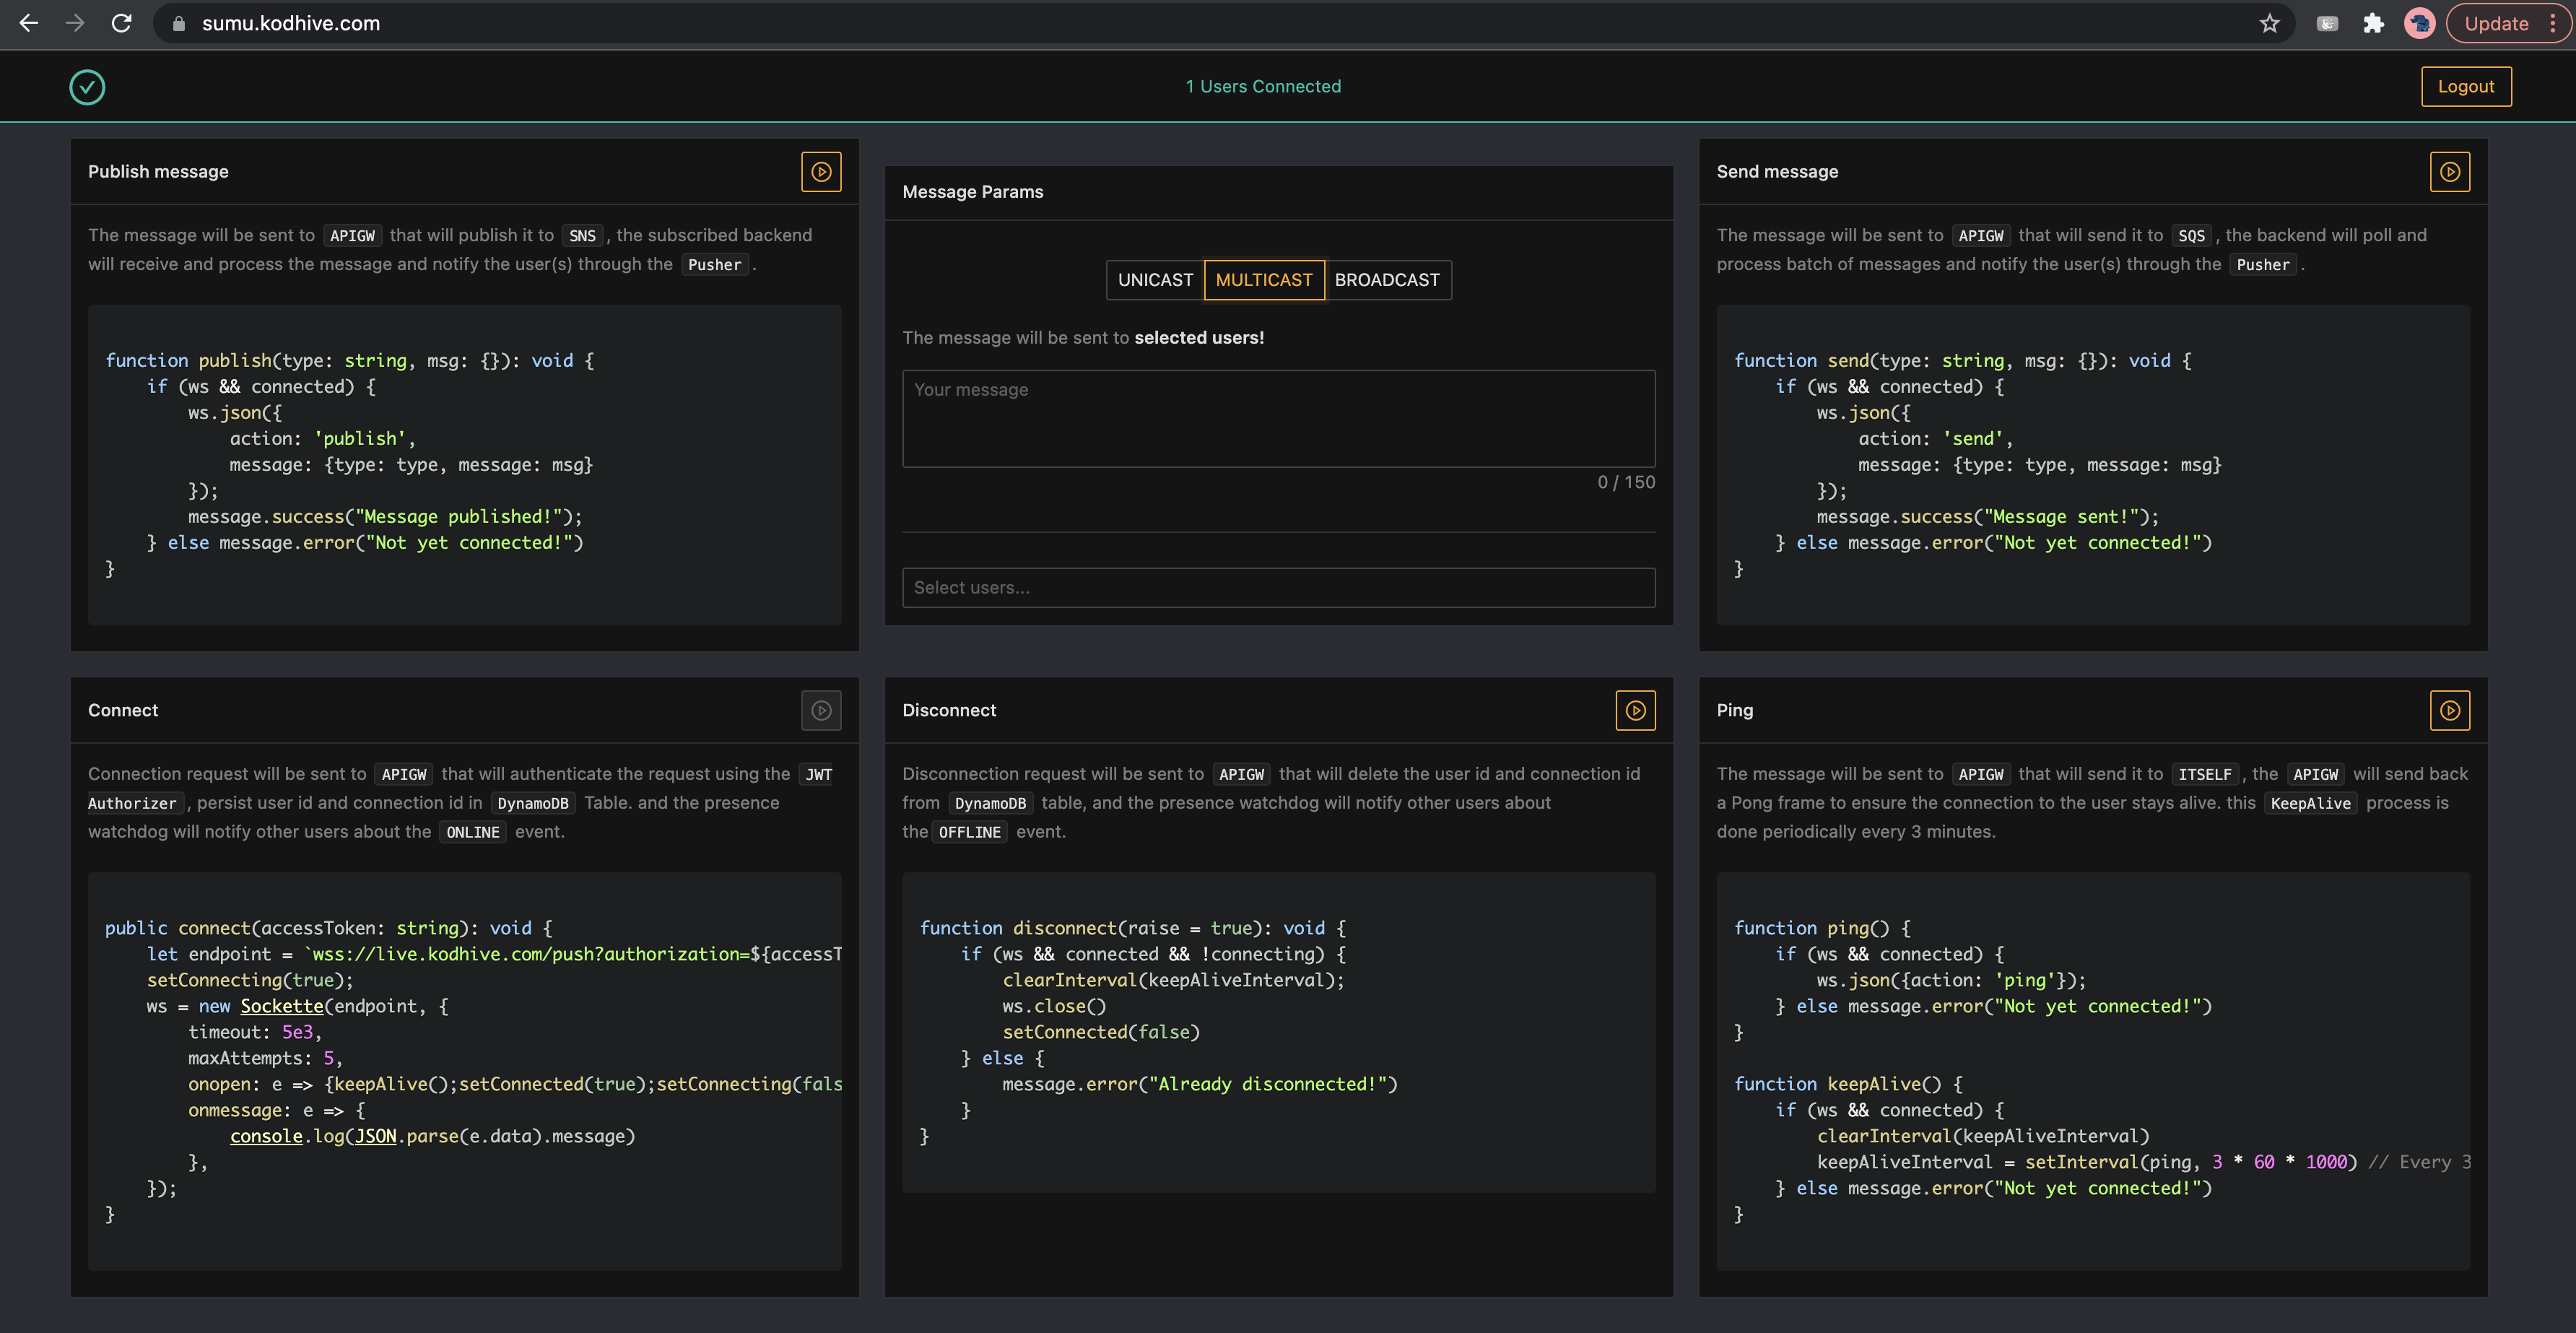 sumu.kodhive.com
Update
1 Users Connected
Logout
Publish message
The message will be sent to APIGW that will publish it to SNS , the subscribed backend
will receive and process the message and notify the user(s) through the Pusher .
function publish(type: string, msg: {}): void {
if (ws && connected) {
ws.json({
action: 'publish',
message: {type: type, message: msg}
});
message.success("Message published!");
} else message.error("Not yet connected!")
}
Message Params
UNICAST MULTICAST BROADCAST
The message will be sent to selected users!
Your message
0 / 150
Select users...
Send message
The message will be sent to APIGW that will send it to SQS , the backend will poll and
process batch of messages and notify the user(s) through the Pusher .
function send(type: string, msg: {}): void {
if (ws && connected) {
ws.json({
action: 'send',
message: {type: type, message: msg}
});
message.success("Message sent!");
} else message.error("Not yet connected!")
}
Connect
Connection request will be sent to APIGW that will authenticate the request using the JWT
Authorizer , persist user id and connection id in DynamoDB Table. and the presence
watchdog will notify other users about the ONLINE event.
public connect(accessToken: string): void {
let endpoint = `wss://live.kodhive.com/push?authorization=${accessT
setConnecting(true);
ws = new Sockette(endpoint, {
timeout: 5e3,
maxAttempts: 5,
onopen: e => {keepAlive();setConnected(true);setConnecting(fals
onmessage: e => {
console.log(JSON.parse(e.data).message)
},
});
}
Disconnect
Disconnection request will be sent to APIGW that will delete the user id and connection id
from DynamoDB table, and the presence watchdog will notify other users about
the OFFLINE event.
function disconnect(raise = true): void {
if (ws && connected && !connecting) {
clearInterval(keepAliveInterval);
ws.close()
setConnected(false)
} else {
message.error("Already disconnected!")
}
}
Ping
The message will be sent to APIGW that will send it to ITSELF , the APIGW will send back
a Pong frame to ensure the connection to the user stays alive. this KeepAlive process is
done periodically every 3 minutes.
function ping() {
if (ws && connected) {
ws.json({action: 'ping'});
} else message.error("Not yet connected!")
}
function keepAlive() {
if (ws && connected) {
clearInterval(keepAliveInterval)
keepAliveInterval = setInterval(ping, 3 * 60 * 1000) // Every 3
} else message.error("Not yet connected!")
}